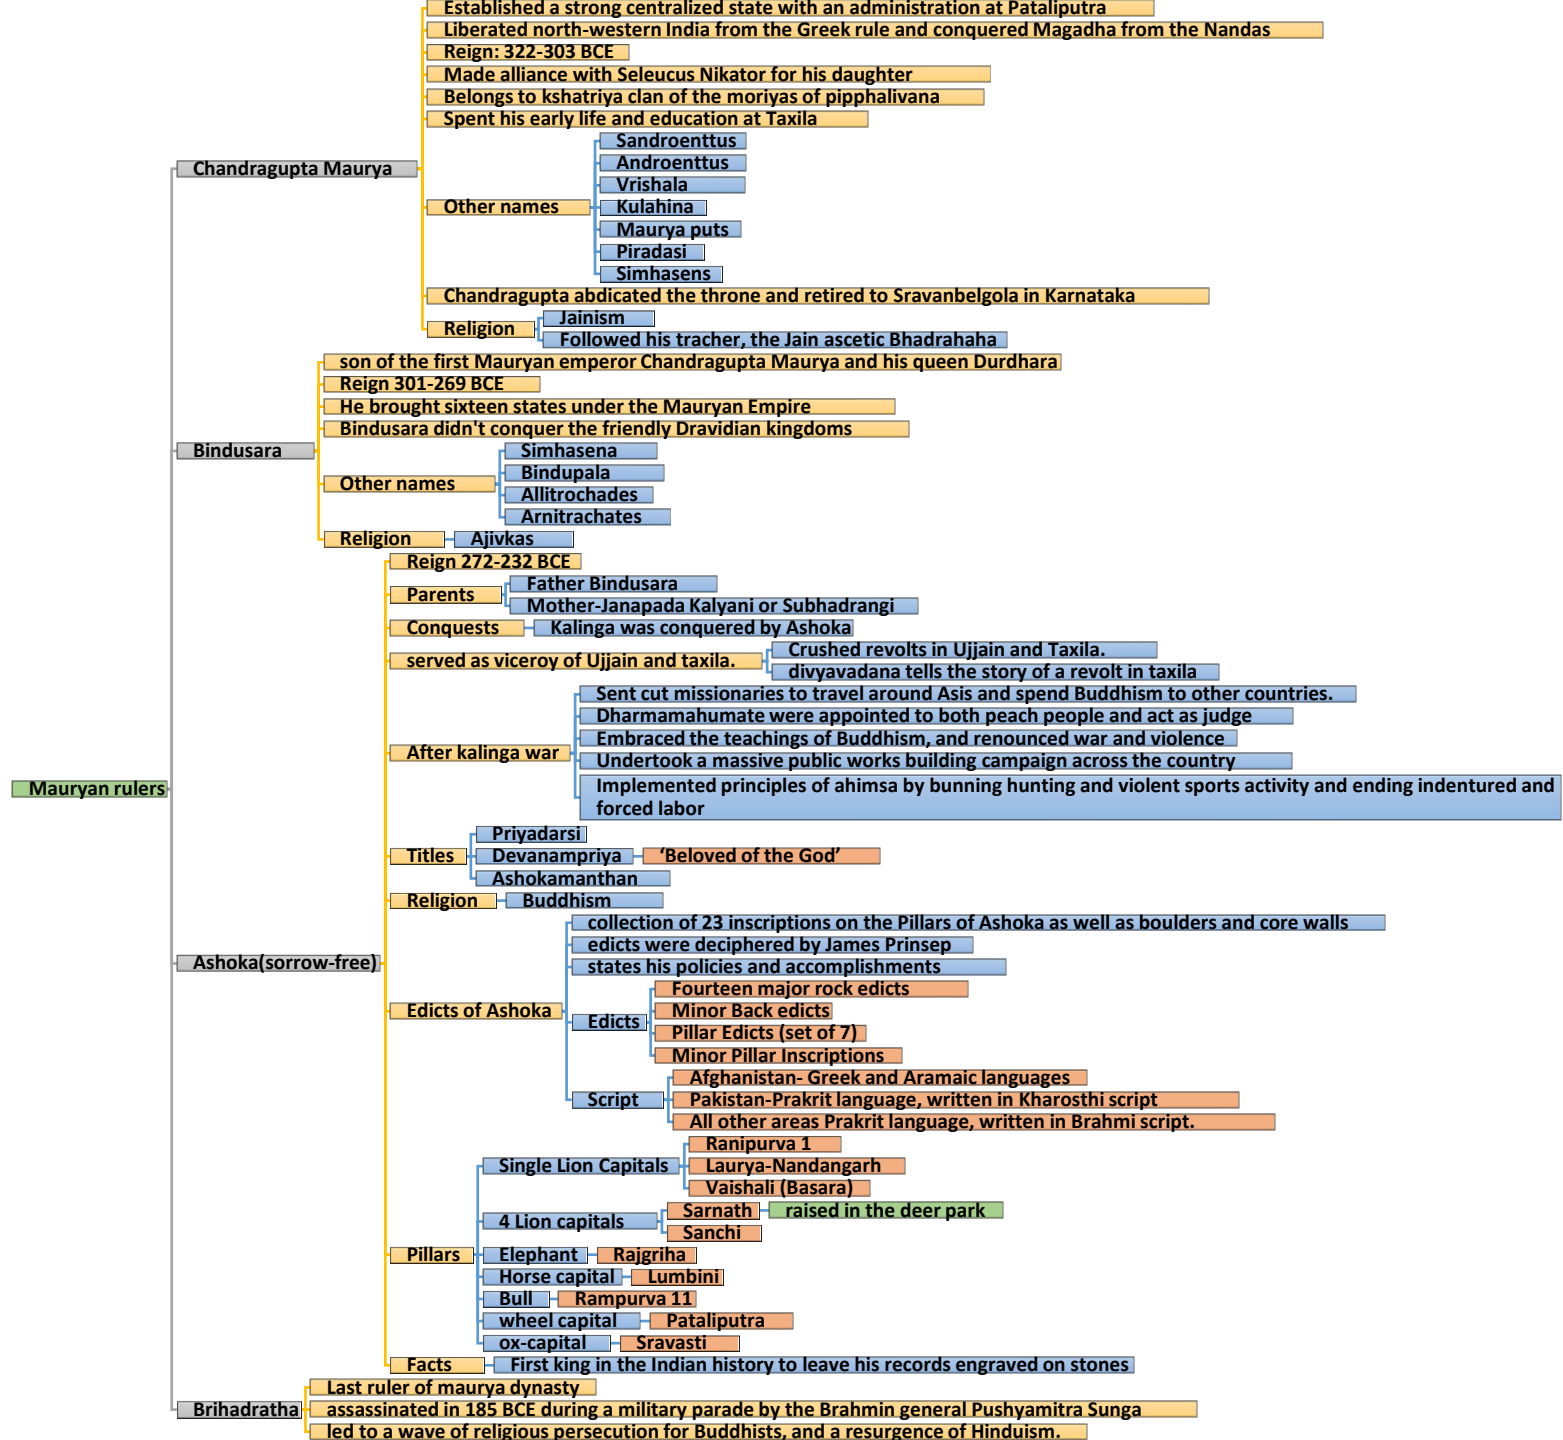 Mauryan rulers
Chandragupta Maurya
Established a strong centralized state with an administration at Pataliputra
Liberated north-western India from the Greek rule and conquered Magadha from the Nandas
Reign: 322-303 BCE
Made alliance with Seleucus Nikator for his daughter
Belongs to kshatriya clan of the moriyas of pipphalivana
Spent his early life and education at Taxila
Other names
Sandroenttus
Androenttus
Vrishala
Kulahina
Maurya puts
Piradasi
Simhasens
Chandragupta abdicated the throne and retired to Sravanbelgola in Karnataka
Religion
Jainism
Followed his tracher, the Jain ascetic Bhadrahaha
Bindusara
son of the first Mauryan emperor Chandragupta Maurya and his queen Durdhara
Reign 301-269 BCE
He brought sixteen states under the Mauryan Empire
Bindusara didn't conquer the friendly Dravidian kingdoms
Other names
Simhasena
Bindupala
Allitrochades
Arnitrachates
Religion
Ajivkas
Ashoka(sorrow-free)
Reign 272-232 BCE
Parents
Father Bindusara
Mother-Janapada Kalyani or Subhadrangi
Conquests
Kalinga was conquered by Ashoka
served as viceroy of Ujjain and taxila.
Crushed revolts in Ujjain and Taxila.
divyavadana tells the story of a revolt in taxila
After kalinga war
Sent cut missionaries to travel around Asis and spend Buddhism to other countries.
Dharmamahumate were appointed to both peach people and act as judge
Embraced the teachings of Buddhism, and renounced war and violence
Undertook a massive public works building campaign across the country
Implemented principles of ahimsa by bunning hunting and violent sports activity and ending indentured and
forced labor
Titles
Priyadarsi
Devanampriya
‘Beloved of the God’
Ashokamanthan
Religion
Buddhism
Edicts of Ashoka
collection of 23 inscriptions on the Pillars of Ashoka as well as boulders and core walls
edicts were deciphered by James Prinsep
states his policies and accomplishments
Edicts
Fourteen major rock edicts
Minor Back edicts
Pillar Edicts (set of 7)
Minor Pillar Inscriptions
Script
Afghanistan- Greek and Aramaic languages
Pakistan-Prakrit language, written in Kharosthi script
All other areas Prakrit language, written in Brahmi script.
Pillars
Single Lion Capitals
Ranipurva 1
Laurya-Nandangarh
Vaishali (Basara)
4 Lion capitals
Sarnath
raised in the deer park
Sanchi
Elephant
Rajgriha
Horse capital
Lumbini
Bull
Rampurva 11
wheel capital
Pataliputra
ox-capital
Sravasti
Facts
First king in the Indian history to leave his records engraved on stones
Brihadratha
Last ruler of maurya dynasty
assassinated in 185 BCE during a military parade by the Brahmin general Pushyamitra Sunga
led to a wave of religious persecution for Buddhists, and a resurgence of Hinduism.